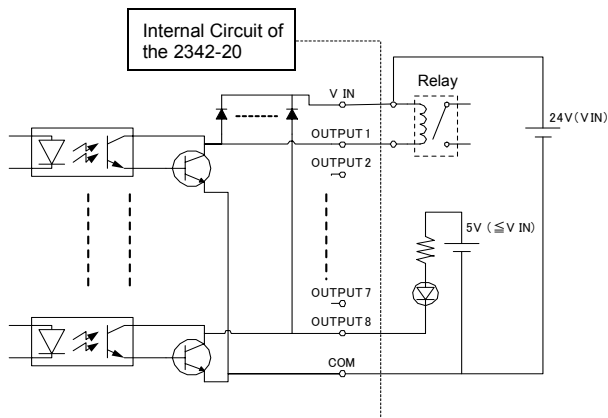 Internal Circuit of
the 2342-20
V IN
Relay
24V(VIN)
OUTPUT 1
OUTPUT 2
5V (≦V IN)
OUTPUT 7
OUTPUT 8
COM